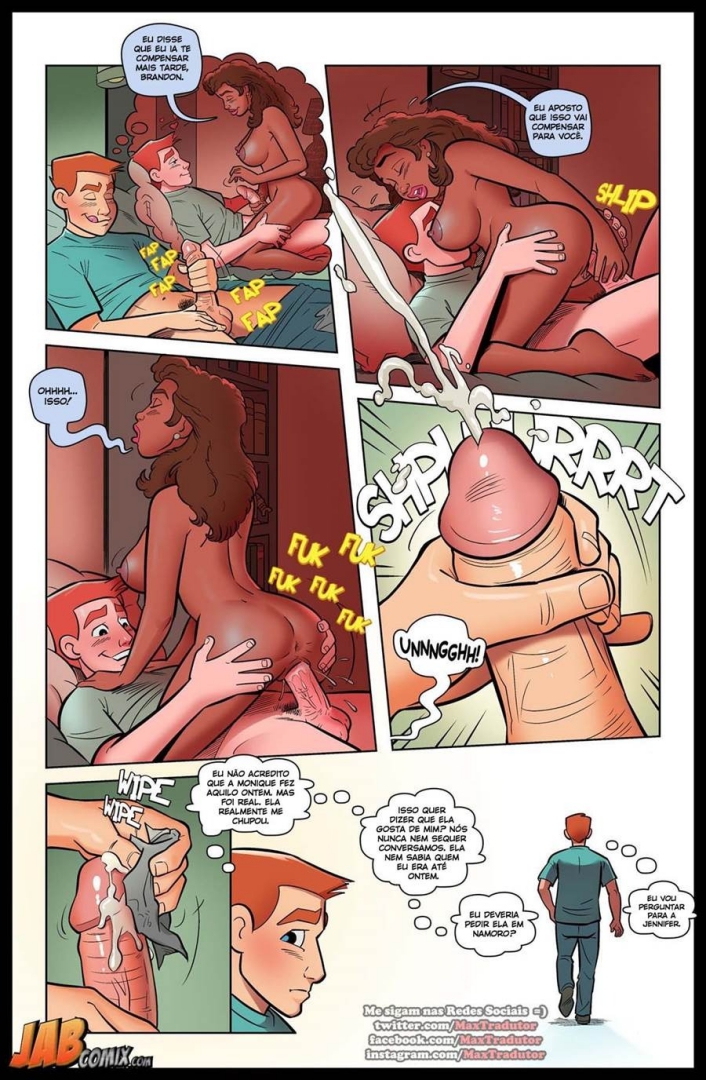 EU DISSE
QUE EU IA TE
COMPENSAR
MAIS TARDE,
BRANDON.
EU APOSTO
QUE ISSO VAI
COMPENSAR
PARA VOCÊ.
SHLIP
FAP
FAP
FAP
FAP
FAP
OHHHH...
ISSO!
FUK FUK
FUK FUK
FUK
RRRT
UNNNGGHH!
WIPE
WIPE
EU NÃO ACREDITO
QUE A MONIQUE FEZ
AQUILO ONTEM. MAS
FOI REAL. ELA
REALMENTE ME
CHUPOU.
ISSO QUER
DIZER QUE ELA
GOSTA DE MIM? NÓS
NUNCA NEM SEQUER
CONVERSAMOS. ELA
NEM SABIA QUEM
EU ERA ATÉ
ONTEM.
EU DEVERIA
PEDIR ELA EM
NAMORO?
EU VOU
PERGUNTAR
PARA A
JENNIFER.
Me sigam nas Redes Sociais =)
twitter.com/MaxTradutor
facebook.com/MaxTradutor
instagram.com/MaxTradutor
JABCOMIX.COM